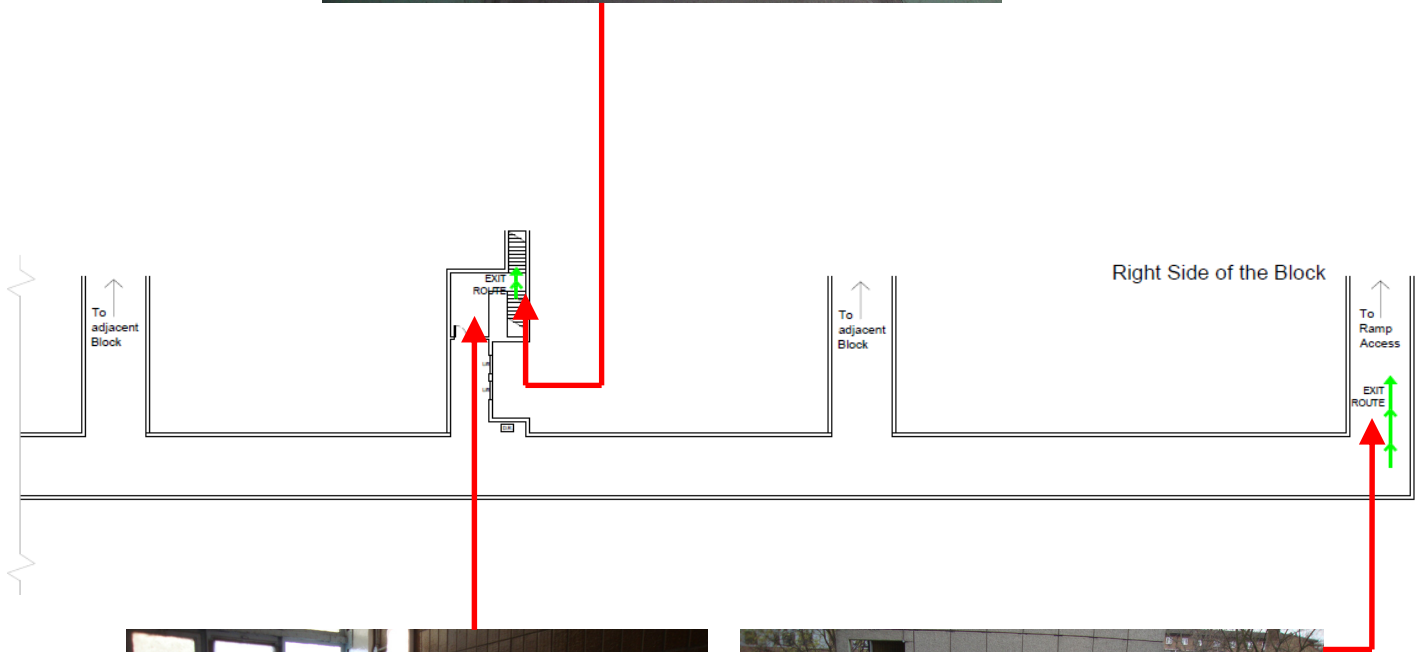 Right Side of the Block
EXIT
ROUTE
To
adjacent
Block
To
adjacent
Block
To
Ramp
Access
EXIT
ROUTE